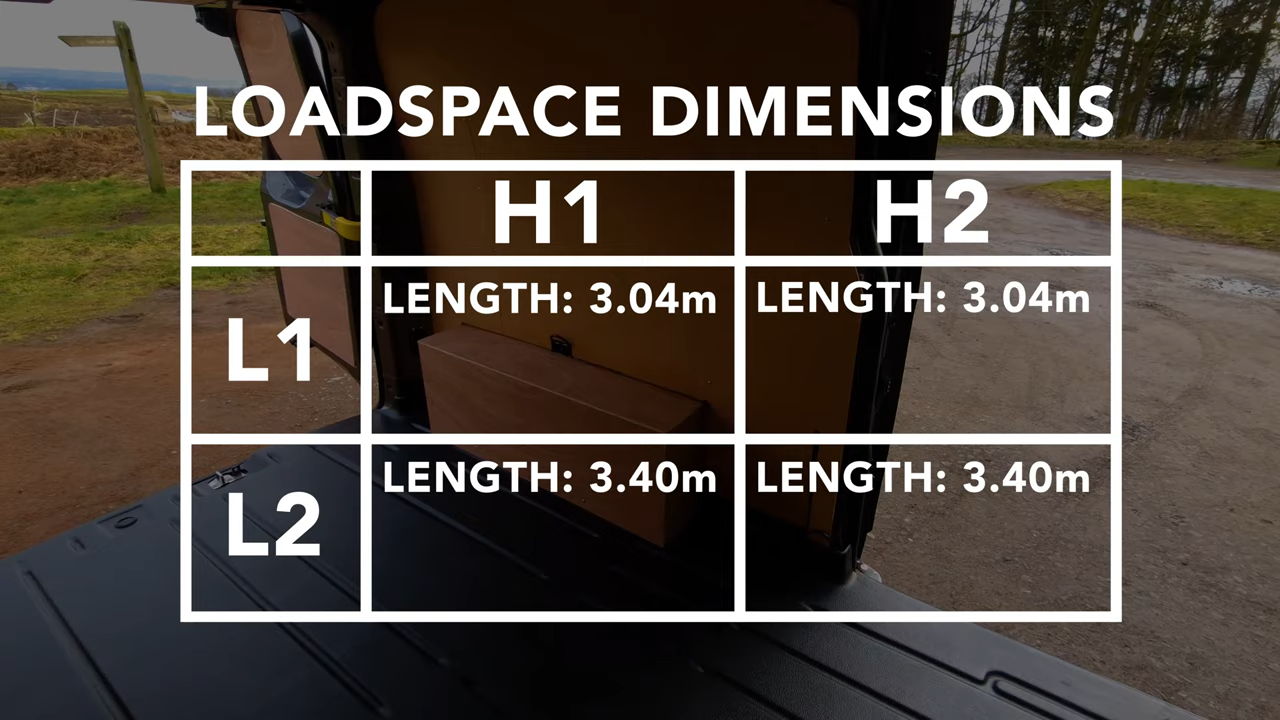 LOADSPACE DIMENSIONS
H1 H2
L1 LENGTH: 3.04m LENGTH: 3.04m
L2 LENGTH: 3.40m LENGTH: 3.40m